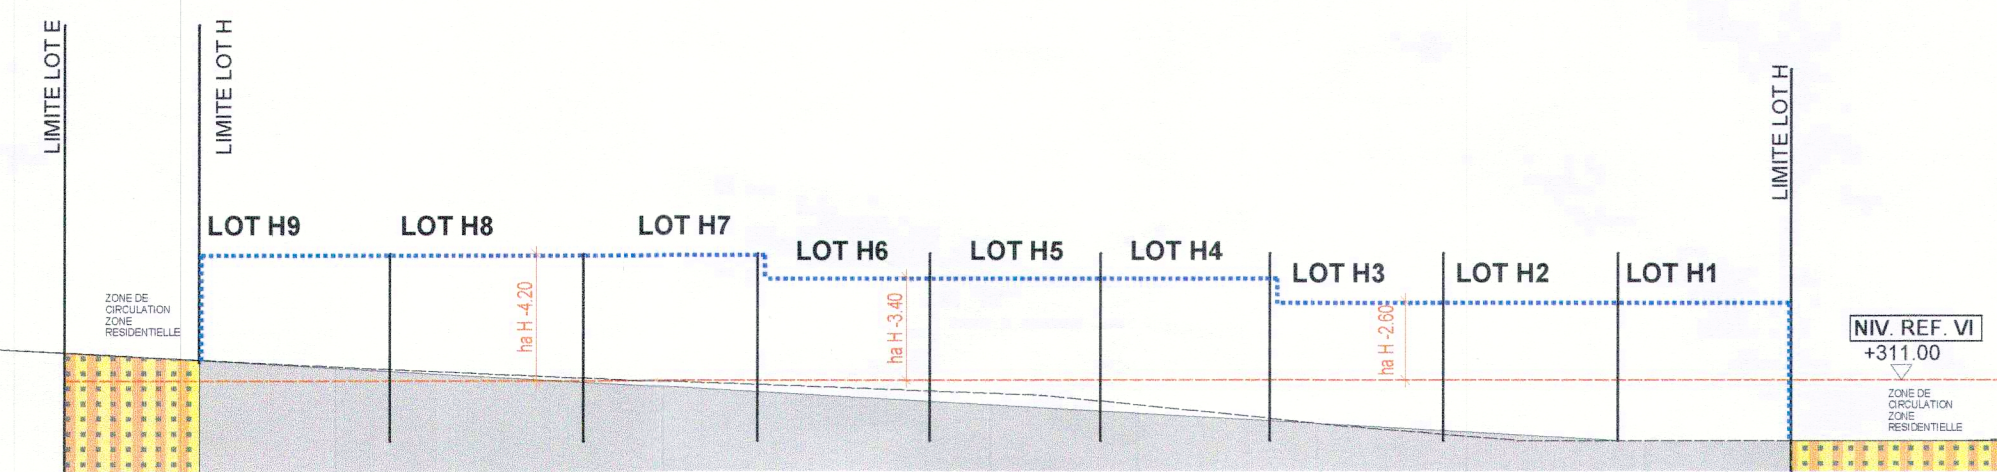 LIMITE LOT E
LIMITE LOT H
LIMITE LOT H
LOT H9
LOT H8
LOT H7
LOT H6
LOT H5
LOT H4
LOT H3
LOT H2
LOT H1
ha H -4.20
ha H -3.40
ha H -2.60
ZONE DE
CIRCULATION
ZONE
RESIDENTIELLE
NIV. REF. VI
+311.00
ZONE DE
CIRCULATION
ZONE
RESIDENTIELLE